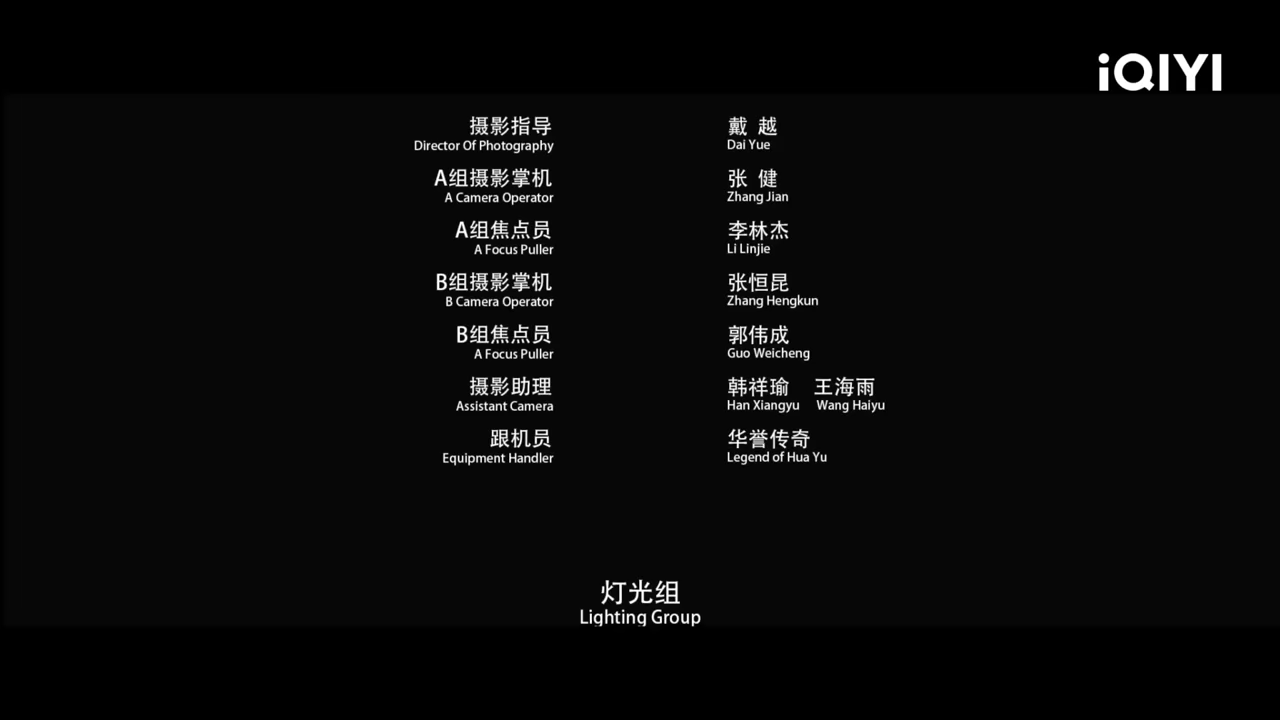 iQIYI
摄影指导 戴 越
Director Of Photography Dai Yue
A组摄影掌机 张 健
A Camera Operator Zhang Jian
A组焦点员 李林杰
A Focus Puller Li Linjie
B组摄影掌机 张恒昆
B Camera Operator Zhang Hengkun
B组焦点员 郭伟成
A Focus Puller Guo Weicheng
摄影助理 韩祥瑜 王海雨
Assistant Camera Han Xiangyu Wang Haiyu
跟机员 华誉传奇
Equipment Handler Legend of Hua Yu
灯光组
Lighting Group